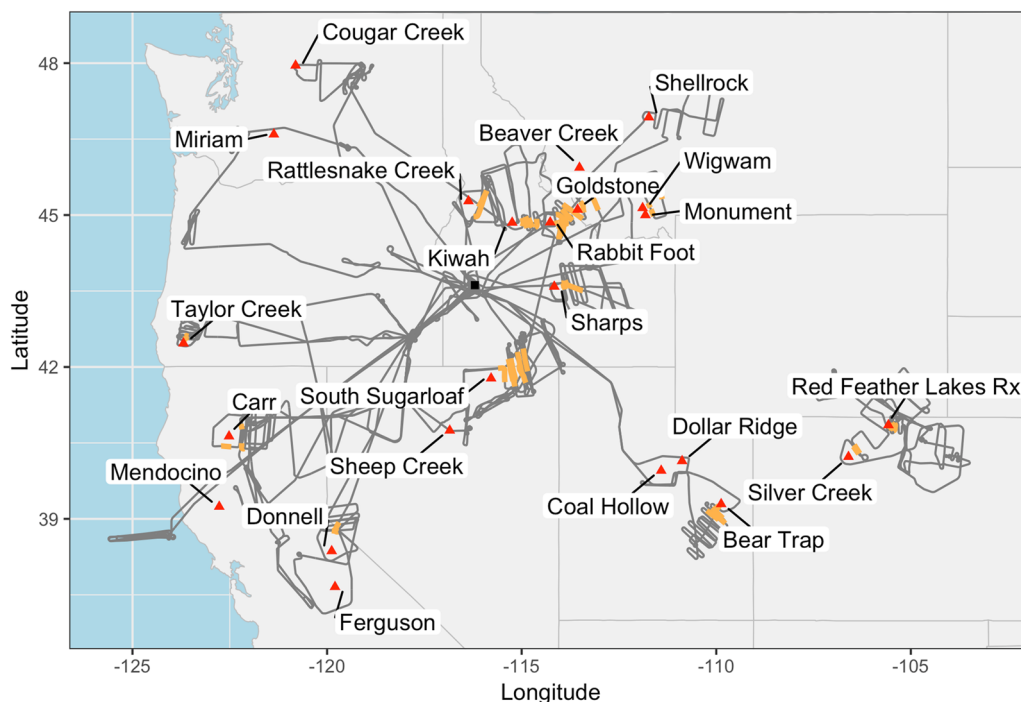 Cougar Creek
48
Shellrock
Beaver Creek
Miriam
Wigwam
Rattlesnake Creek
Goldstone
45
Monument
Kiwah
Rabbit Foot
Latitude
Taylor Creek
Sharps
42
South Sugarloaf
Red Feather Lakes Rx
Carr
Dollar Ridge
Sheep Creek
Mendocino
Silver Creek
Coal Hollow
39
Donnell
Bear Trap
Ferguson
-125
-120
-115
-110
-105
Longitude